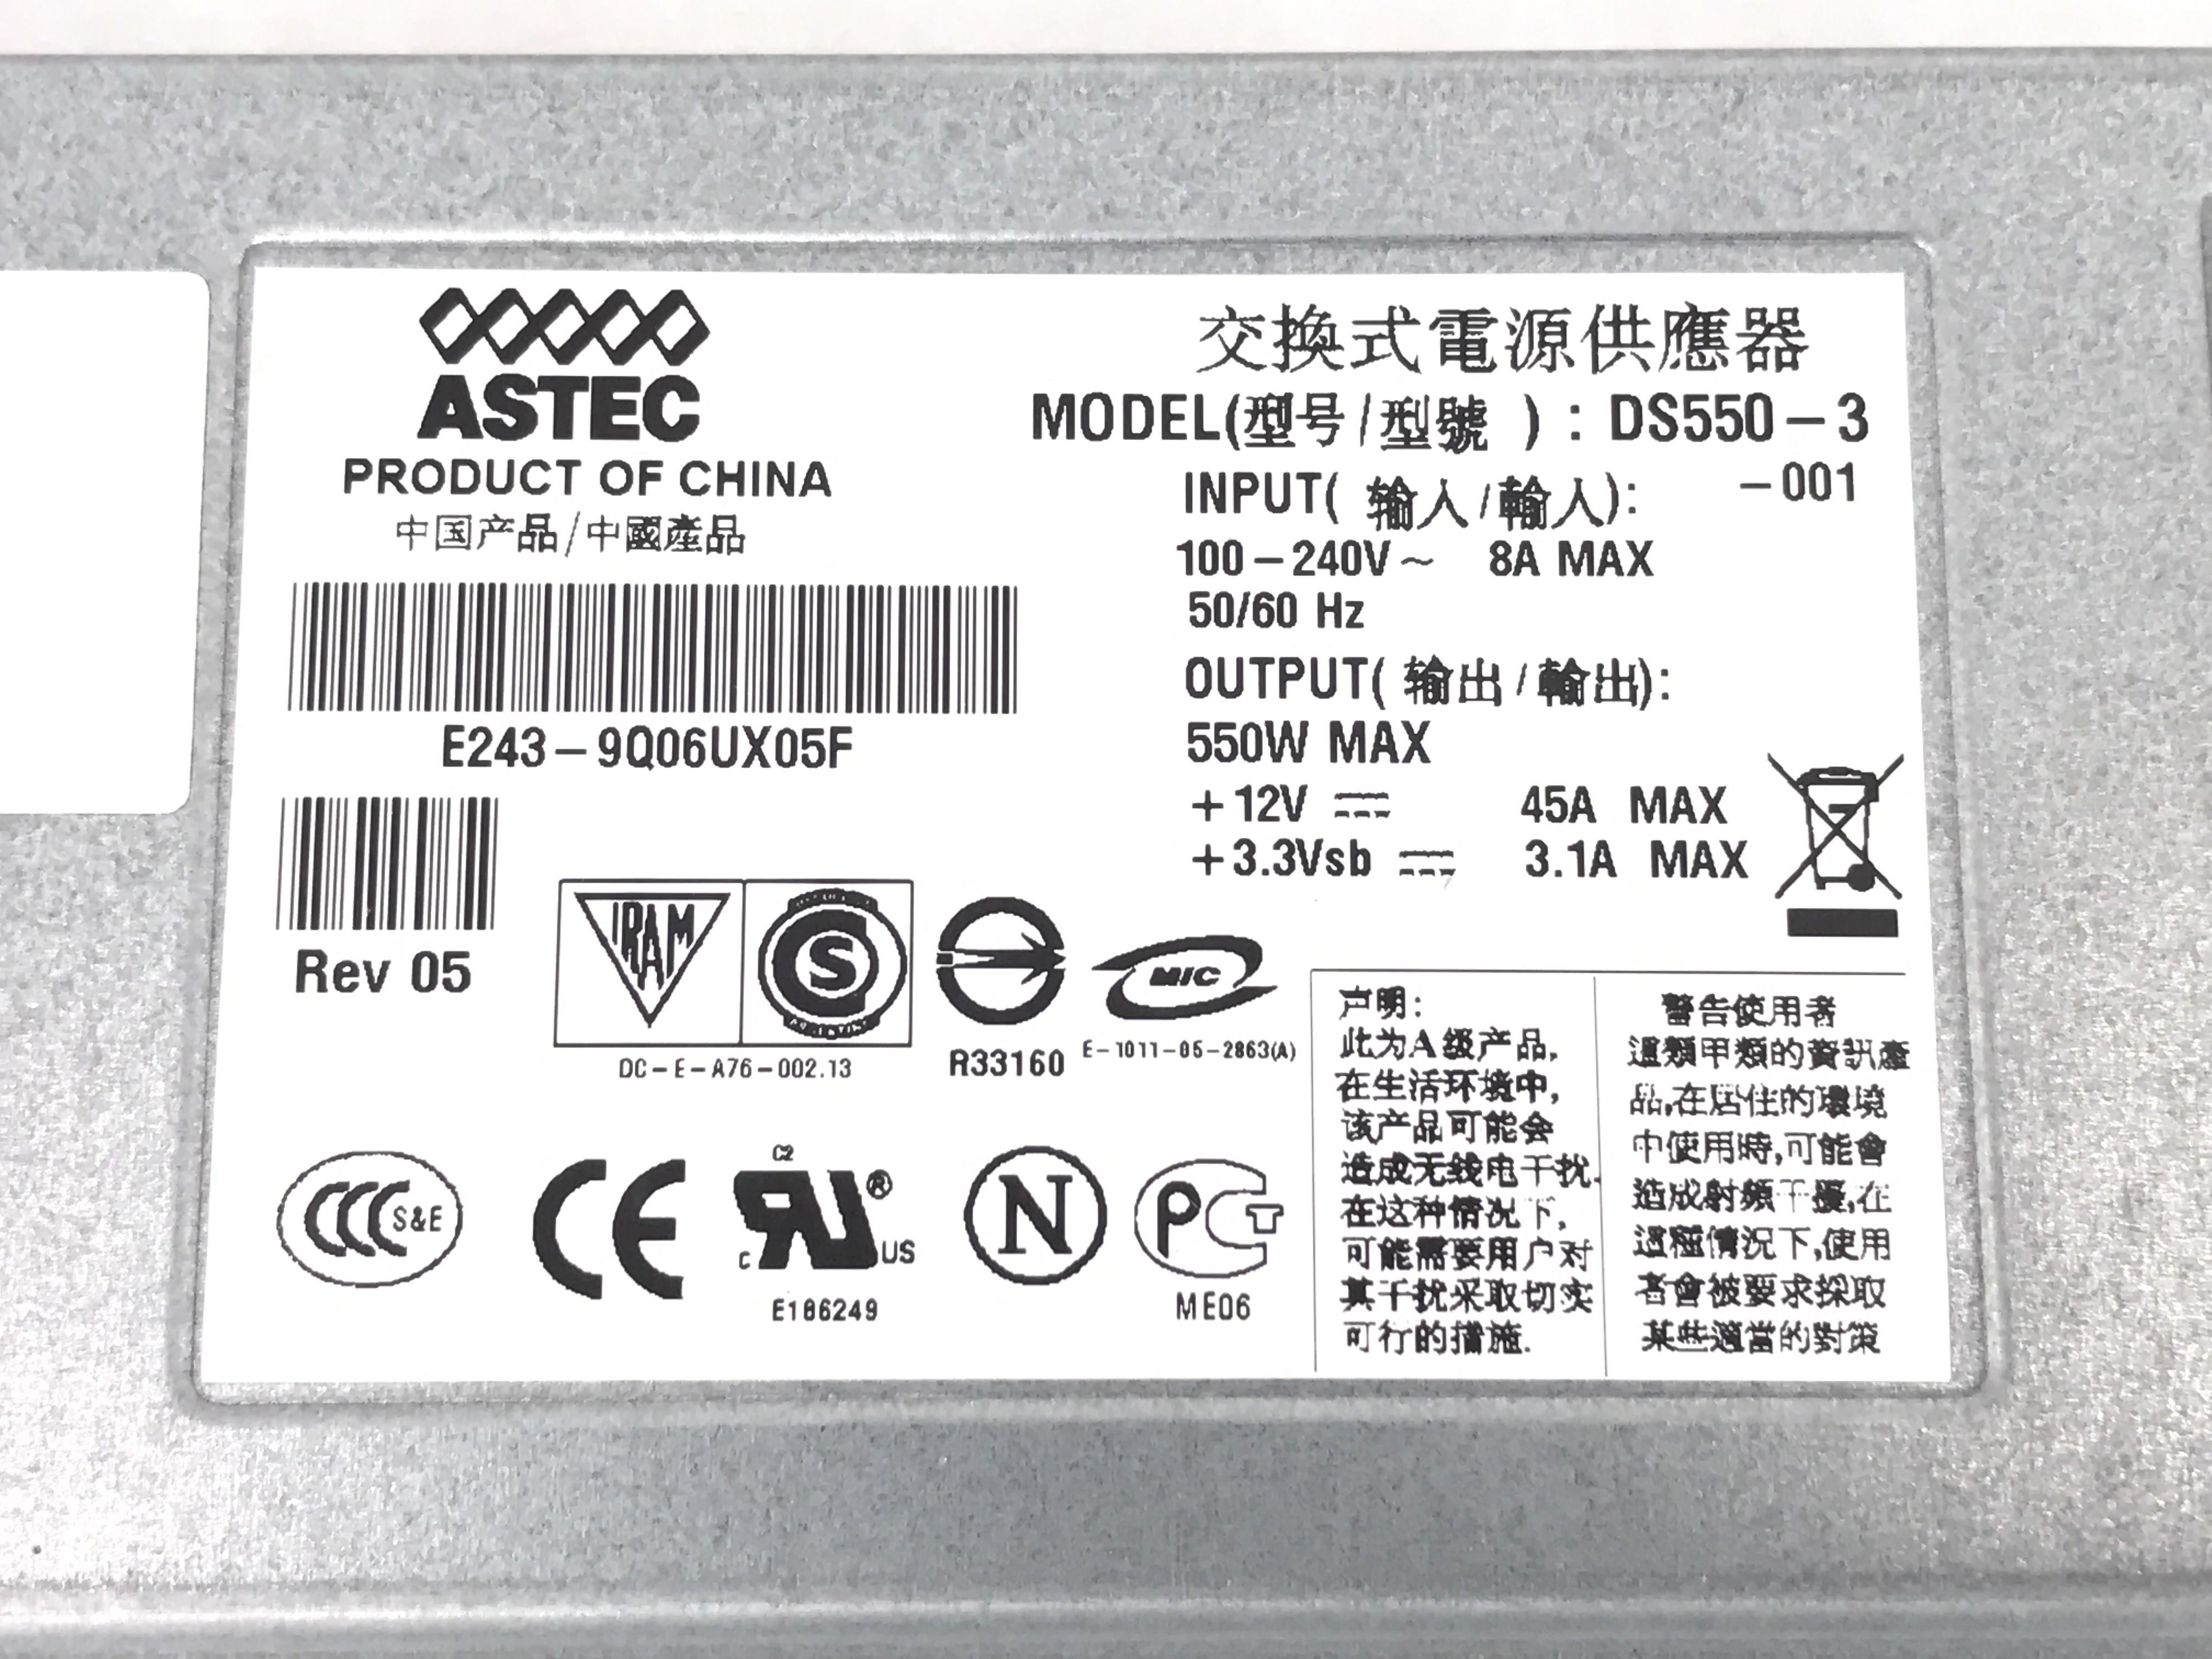 ASTEC
PRODUCT OF CHINA
中国产品/中國產品
E243-9Q06UX05F
Rev 05
交換式電源供應器
MODEL(型号/型號 ) : DS550-3
-001
INPUT( 输入/輸入):
100-240V~ 8A MAX
50/60 Hz
OUTPUT( 输出/輸出):
550W MAX
+12V 45A MAX
+3.3Vsb 3.1A MAX
IRAM
S
DC-E-A76-002.13
R33160
MIC
E-1011-05-2863(A)
CCC S&E
CE
C2
c RU ® US
E186249
N
PCT
ME06
声明:
此为A级产品,
在生活环境中,
该产品可能会
造成无线电干扰.
在这种情况下,
可能需要用户对
其干扰采取切实
可行的措施.
警告使用者
這類甲類的資訊產
品,在居住的環境
中使用時,可能會
造成射頻干擾,在
這種情況下,使用
者會被要求採取
某些適當的對策